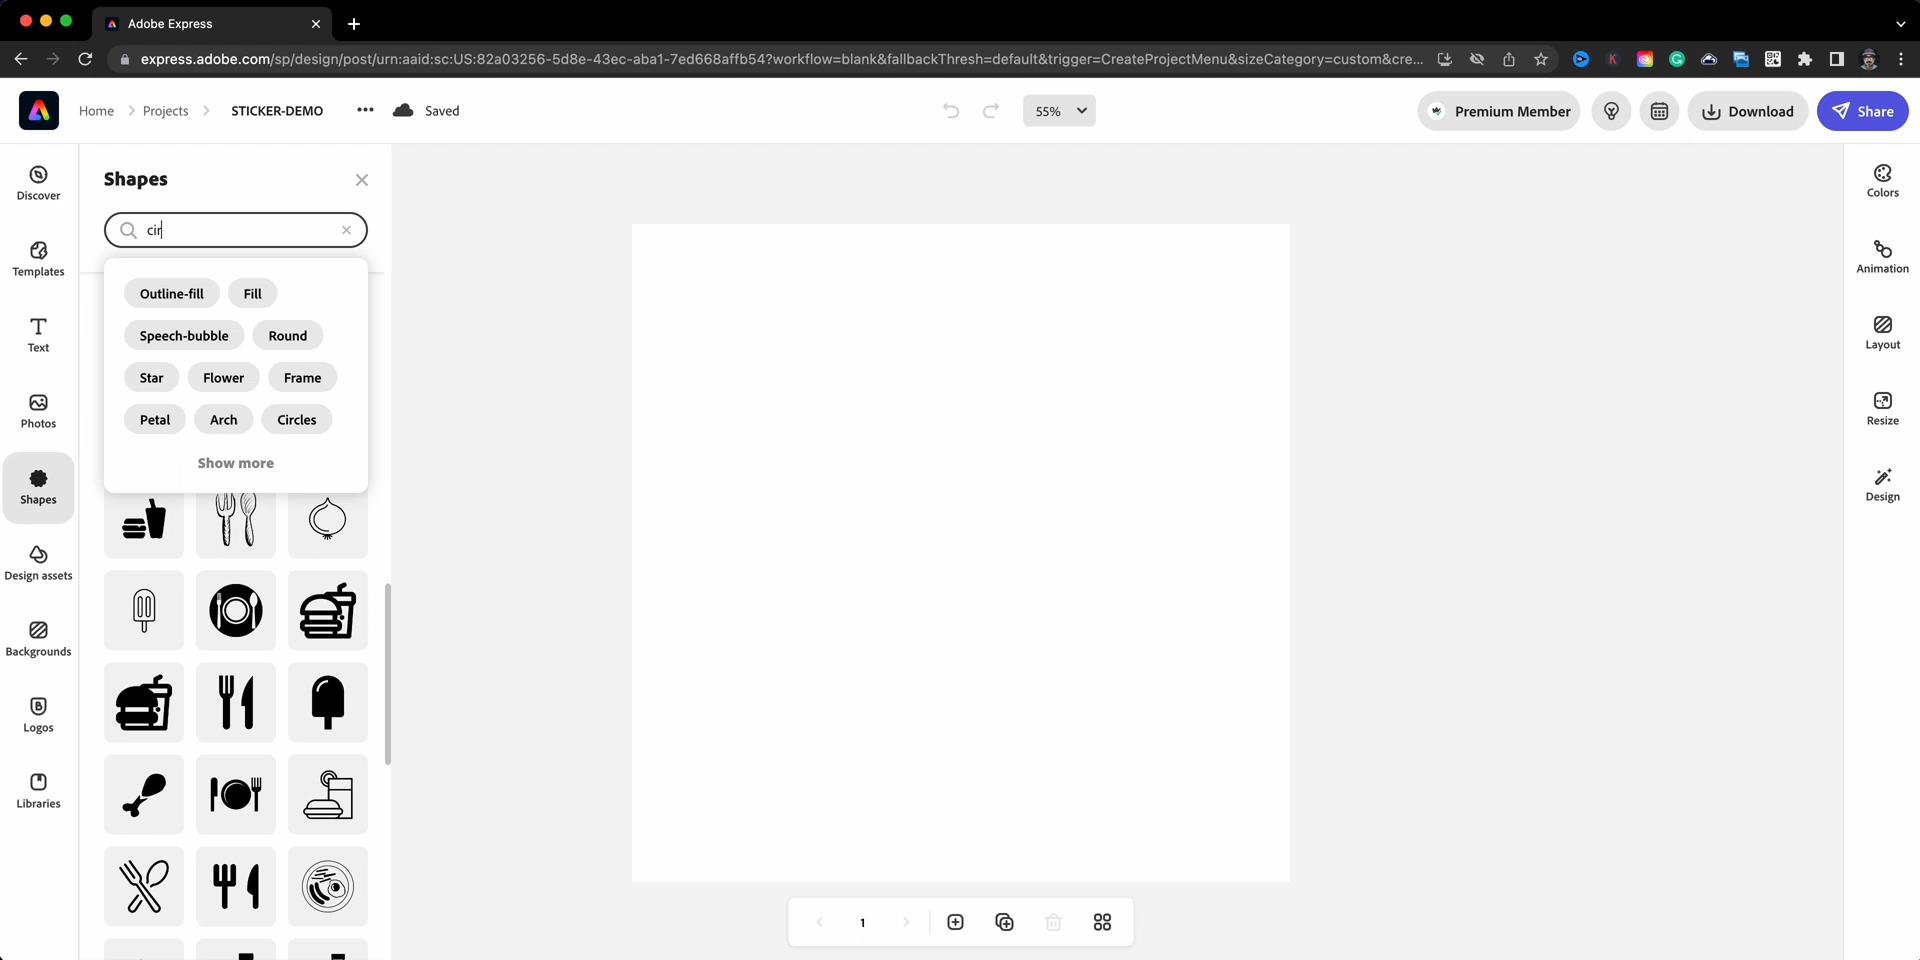 Adobe Express
express.adobe.com/sp/design/post/urn:aaid:sc:US:82a03256-5d8e-43ec-aba1-7ed668affb54?workflow=blank&fallbackThresh=default&trigger=CreateProjectMenu&sizeCategory=custom&cre...
Home Projects STICKER-DEMO ••• Saved 55% Premium Member Download Share
Discover
Templates
Text
Photos
Shapes
Design assets
Backgrounds
Logos
Libraries
Shapes
cir
Outline-fill Fill
Speech-bubble Round
Star Flower Frame
Petal Arch Circles
Show more
1
Colors
Animation
Layout
Resize
Design